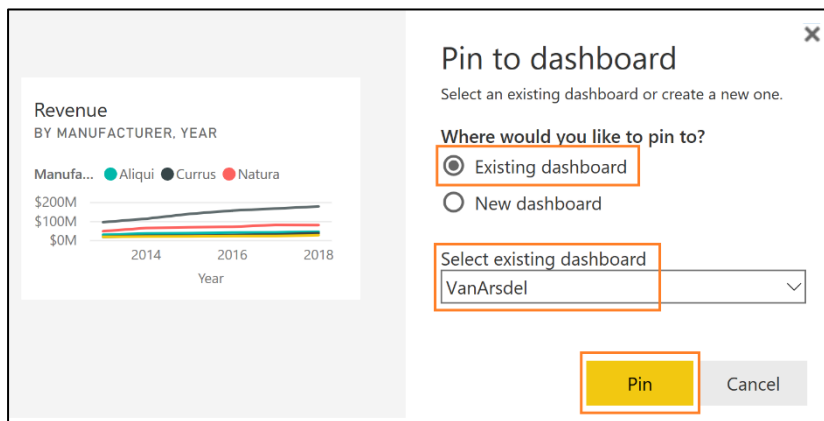 Revenue
BY MANUFACTURER, YEAR
Manufa... Aliqui Currus Natura
$200M
$100M
$0M
2014 2016 2018
Year
Pin to dashboard
Select an existing dashboard or create a new one.
Where would you like to pin to?
Existing dashboard
New dashboard
Select existing dashboard
VanArsdel
Pin Cancel